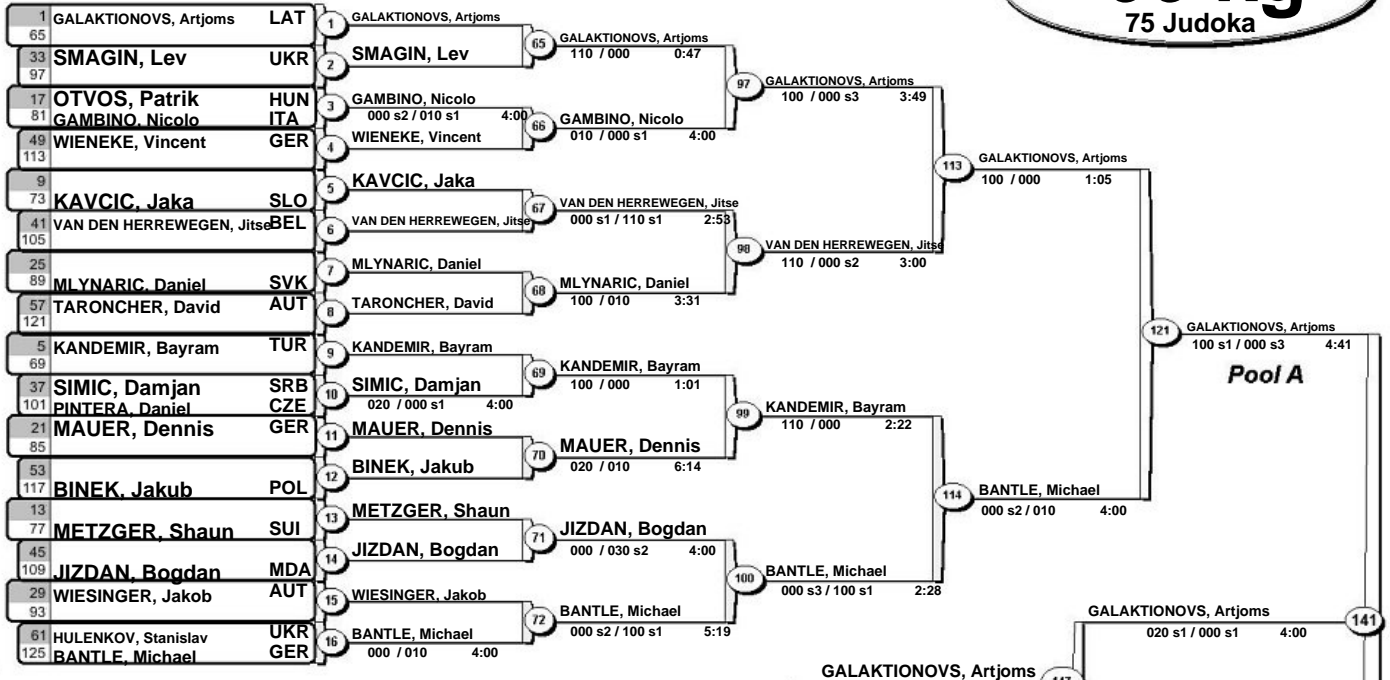 75 Judoka
1 GALAKTIONOVS, Artjoms LAT
65
33 SMAGIN, Lev UKR
97
17 OTVOS, Patrik HUN
81 GAMBINO, Nicolo ITA
49 WIENEKE, Vincent GER
113
9
73 KAVCIC, Jaka SLO
41 VAN DEN HERREWEGEN, Jitse BEL
105
25
89 MLYNARIC, Daniel SVK
57 TARONCHER, David AUT
121
5 KANDEMIR, Bayram TUR
69
37 SIMIC, Damjan SRB
101 PINTERA, Daniel CZE
21 MAUER, Dennis GER
85
53
117 BINEK, Jakub POL
13
77 METZGER, Shaun SUI
45
109 JIZDAN, Bogdan MDA
29 WIESINGER, Jakob AUT
93
61 HULENKOV, Stanislav UKR
125 BANTLE, Michael GER
1 GALAKTIONOVS, Artjoms
2 SMAGIN, Lev
3 GAMBINO, Nicolo
000 s2 / 010 s1 4:00
4 WIENEKE, Vincent
5 KAVCIC, Jaka
6 VAN DEN HERREWEGEN, Jitse
7 MLYNARIC, Daniel
8 TARONCHER, David
9 KANDEMIR, Bayram
10 SIMIC, Damjan
020 / 000 s1 4:00
11 MAUER, Dennis
12 BINEK, Jakub
13 METZGER, Shaun
14 JIZDAN, Bogdan
15 WIESINGER, Jakob
16 BANTLE, Michael
000 / 010 4:00
65 GALAKTIONOVS, Artjoms
110 / 000 0:47
66 GAMBINO, Nicolo
010 / 000 s1 4:00
67 VAN DEN HERREWEGEN, Jitse
000 s1 / 110 s1 2:53
68 MLYNARIC, Daniel
100 / 010 3:31
69 KANDEMIR, Bayram
100 / 000 1:01
70 MAUER, Dennis
020 / 010 6:14
71 JIZDAN, Bogdan
000 / 030 s2 4:00
72 BANTLE, Michael
000 s2 / 100 s1 5:19
97 GALAKTIONOVS, Artjoms
100 / 000 s3 3:49
98 VAN DEN HERREWEGEN, Jitse
110 / 000 s2 3:00
99 KANDEMIR, Bayram
110 / 000 2:22
100 BANTLE, Michael
000 s3 / 100 s1 2:28
113 GALAKTIONOVS, Artjoms
100 / 000 1:05
114 BANTLE, Michael
000 s2 / 010 4:00
121 GALAKTIONOVS, Artjoms
100 s1 / 000 s3 4:41
Pool A
GALAKTIONOVS, Artjoms
020 s1 / 000 s1 4:00
141
GALAKTIONOVS, Artjoms